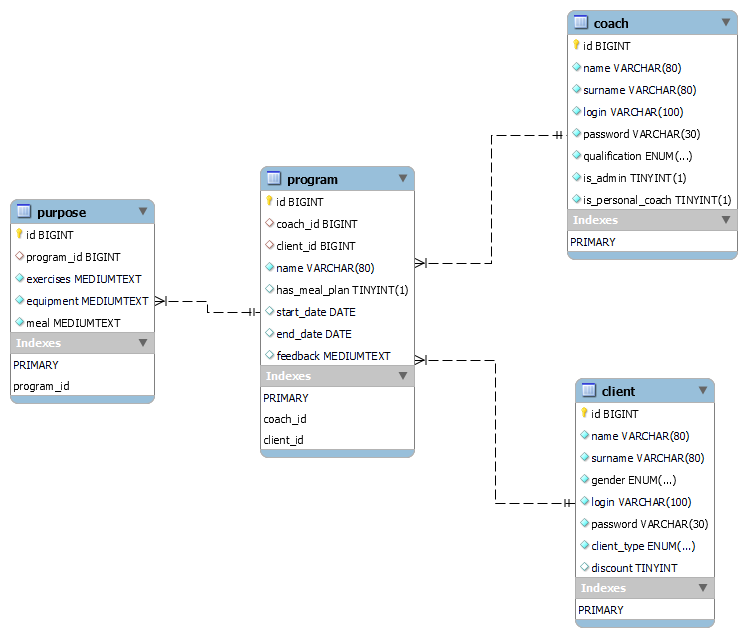 purpose
id BIGINT
program_id BIGINT
exercises MEDIUMTEXT
equipment MEDIUMTEXT
meal MEDIUMTEXT
Indexes
PRIMARY
program_id
program
id BIGINT
coach_id BIGINT
client_id BIGINT
name VARCHAR(80)
has_meal_plan TINYINT(1)
start_date DATE
end_date DATE
feedback MEDIUMTEXT
Indexes
PRIMARY
coach_id
client_id
coach
id BIGINT
name VARCHAR(80)
surname VARCHAR(80)
login VARCHAR(100)
password VARCHAR(30)
qualification ENUM(...)
is_admin TINYINT(1)
is_personal_coach TINYINT(1)
Indexes
PRIMARY
client
id BIGINT
name VARCHAR(80)
surname VARCHAR(80)
gender ENUM(...)
login VARCHAR(100)
password VARCHAR(30)
client_type ENUM(...)
discount TINYINT
Indexes
PRIMARY